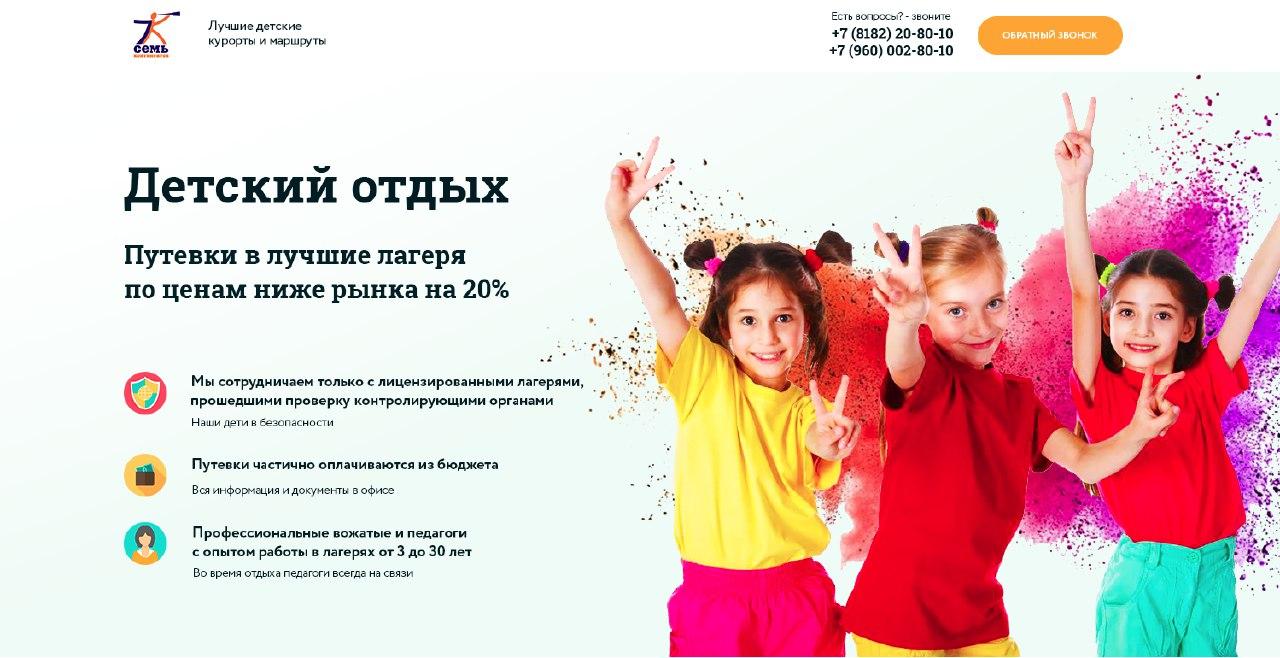 семь
Лучшие детские
курорты и маршруты
Есть вопросы? - звоните
+7 (8182) 20-80-10
+7 (960) 002-80-10
ОБРАТНЫЙ ЗВОНОК
Детский отдых
Путевки в лучшие лагеря
по ценам ниже рынка на 20%
Мы сотрудничаем только с лицензированными лагерями,
прошедшими проверку контролирующими органами
Наши дети в безопасности
Путевки частично оплачиваются из бюджета
Вся информация и документы в офисе
Профессиональные вожатые и педагоги
с опытом работы в лагерях от 3 до 30 лет
Во время отдыха педагоги всегда на связи